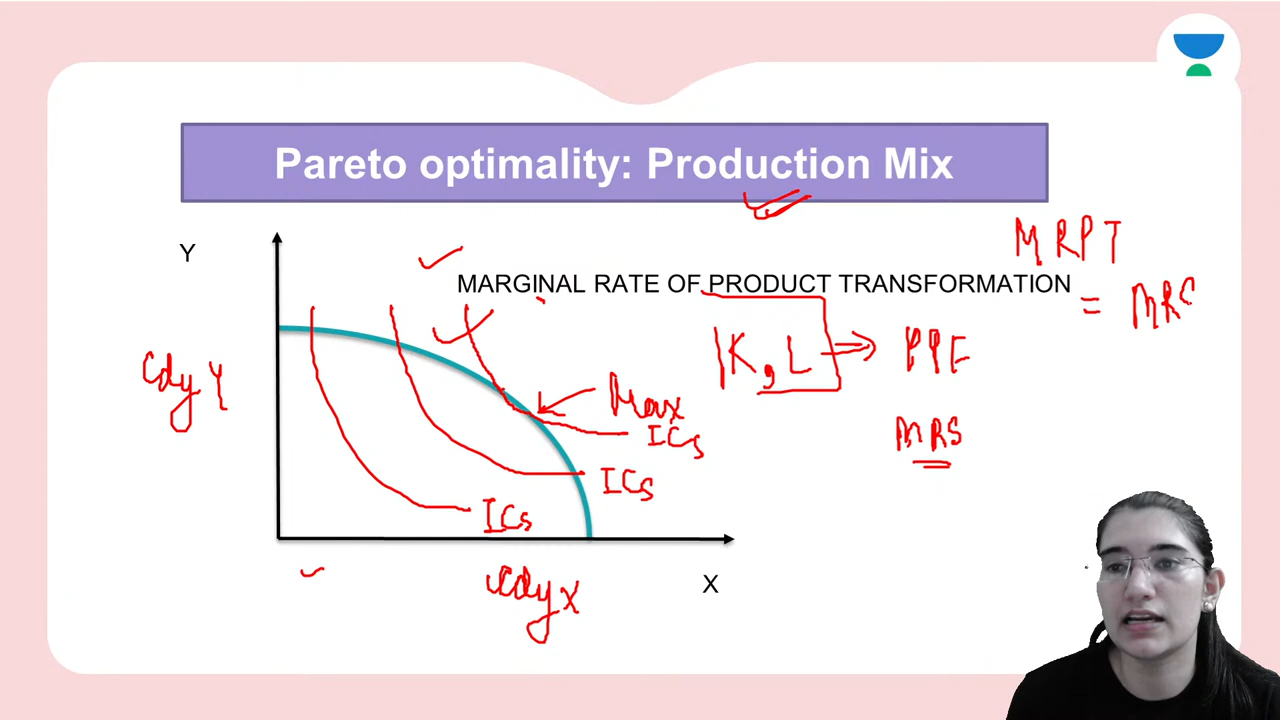 Pareto optimality: Production Mix
Y
MARGINAL RATE OF PRODUCT TRANSFORMATION
MRPT
= MRS
K, L ⇒ PPF
Cdy Y
Max
ICs
MRS
ICs
ICs
Cdy X
X